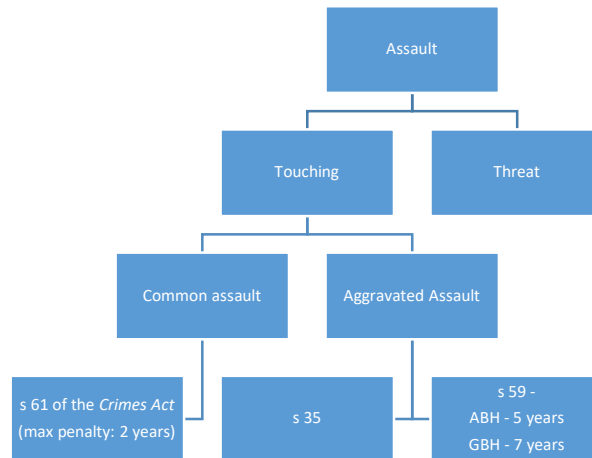 Assault
Touching
Threat
Common assault
Aggravated Assault
s 61 of the Crimes Act
(max penalty: 2 years)
s 35
s 59 -
ABH - 5 years
GBH - 7 years